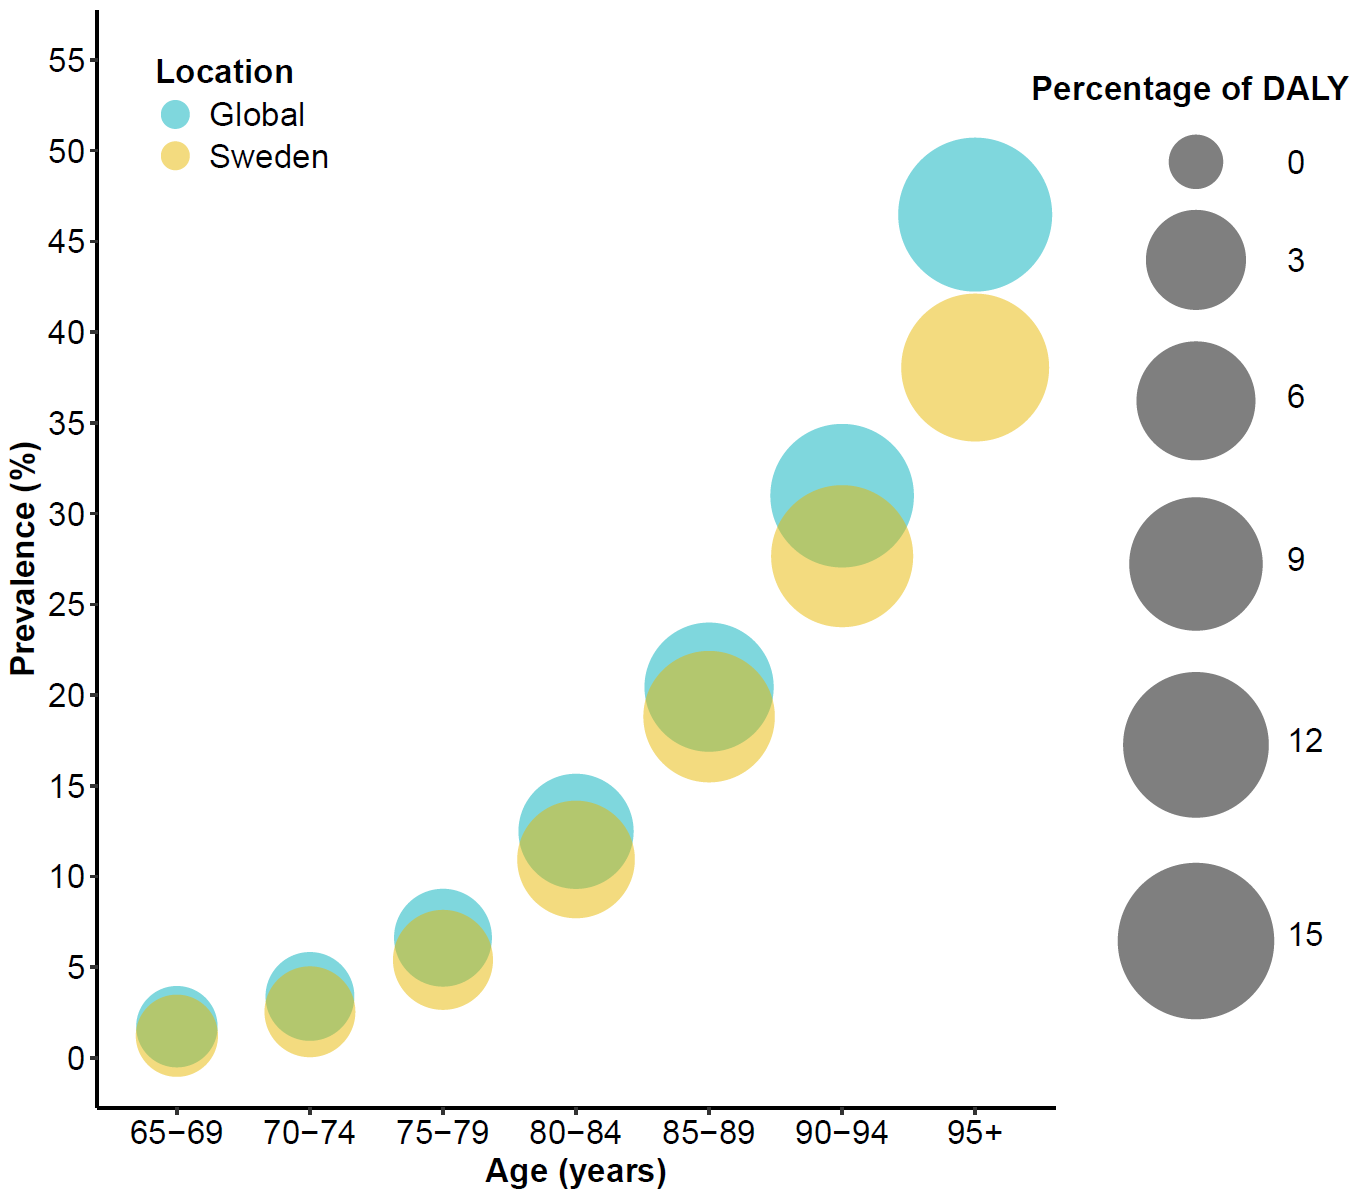 Location
Global
Sweden
Percentage of DALY
0
3
6
9
12
15
Prevalence (%)
55
50
45
40
35
30
25
20
15
10
5
0
65−69 70−74 75−79 80−84 85−89 90−94 95+
Age (years)